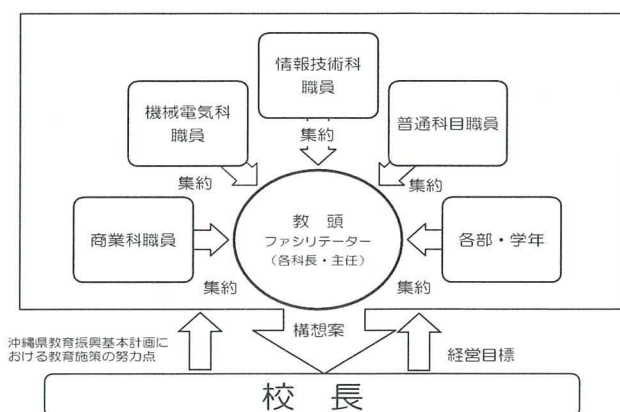 情報技術科
職員
機械電気科
職員
普通科目職員
集約
集約
集約
商業科職員
教　頭
ファシリテーター
（各科長・主任）
各部・学年
集約
集約
構想案
沖縄県教育振興基本計画に
おける教育施策の努力点
経営目標
校　長